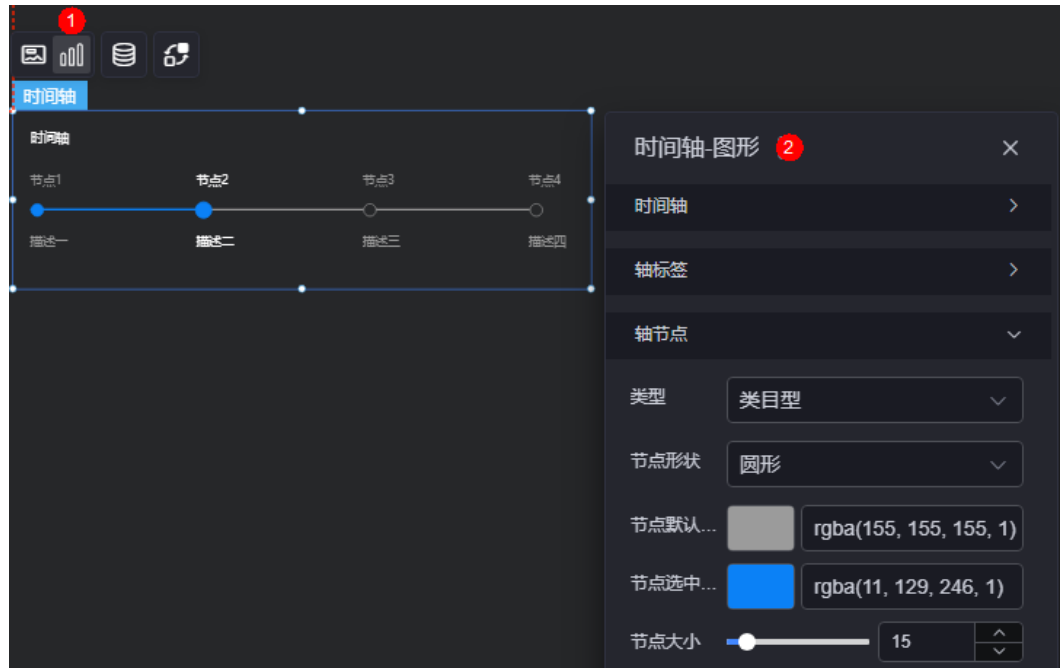 1
时间轴
时间轴
节点1 节点2 节点3 节点4
描述一 描述二 描述三 描述四
时间轴-图形 2
时间轴
轴标签
轴节点
类型 类目型
节点形状 圆形
节点默认... rgba(155, 155, 155, 1)
节点选中... rgba(11, 129, 246, 1)
节点大小 15